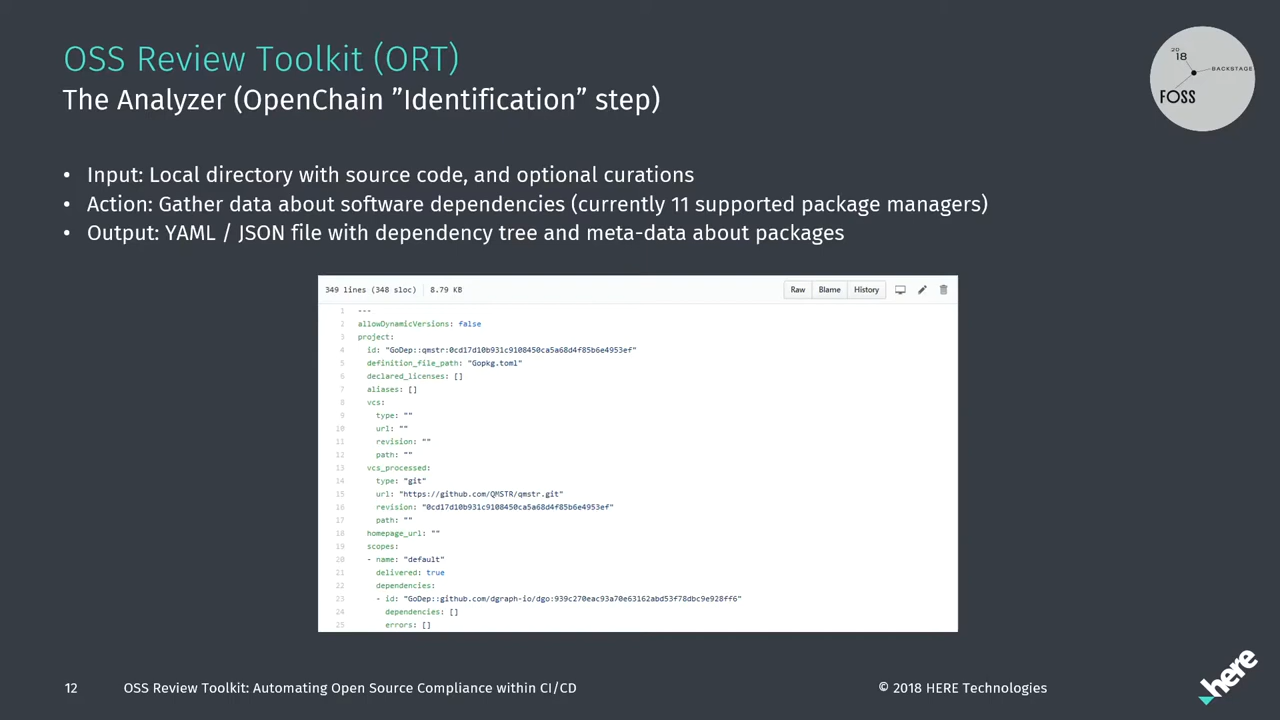 OSS Review Toolkit (ORT)
The Analyzer (OpenChain ”Identification” step)
20
18
BACKSTAGE
FOSS
• Input: Local directory with source code, and optional curations
• Action: Gather data about software dependencies (currently 11 supported package managers)
• Output: YAML / JSON file with dependency tree and meta-data about packages
349 lines (348 sloc) 8.79 KB Raw Blame History
1 ---
2 allowDynamicVersions: false
3 project:
4 id: "GoDep::qmstr:0cd17d10b931c9108450ca5a68d4f85b6e4953ef"
5 definition_file_path: "Gopkg.toml"
6 declared_licenses: []
7 aliases: []
8 vcs:
9 type: ""
10 url: ""
11 revision: ""
12 path: ""
13 vcs_processed:
14 type: "git"
15 url: "https://github.com/QMSTR/qmstr.git"
16 revision: "0cd17d10b931c9108450ca5a68d4f85b6e4953ef"
17 path: ""
18 homepage_url: ""
19 scopes:
20 - name: "default"
21 delivered: true
22 dependencies:
23 - id: "GoDep::github.com/dgraph-io/dgo:939c270eac93a70e63162abd53f78dbc9e928ff6"
24 dependencies: []
25 errors: []
12 OSS Review Toolkit: Automating Open Source Compliance within CI/CD © 2018 HERE Technologies
here